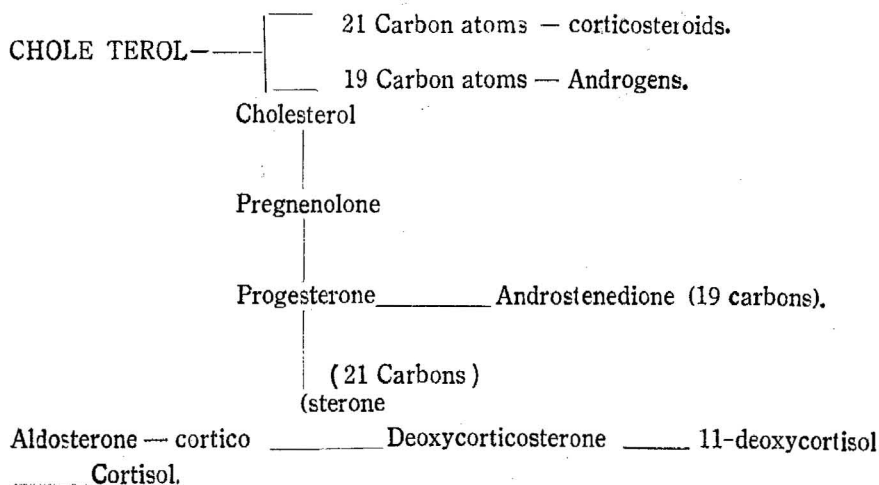 21 Carbon atoms — corticosteroids.
CHOLE TEROL
19 Carbon atoms — Androgens.
Cholesterol
Pregnenolone
Progesterone Androstenedione (19 carbons).
(21 Carbons)
(sterone
Aldosterone — cortico Deoxycorticosterone 11-deoxycortisol
Cortisol.